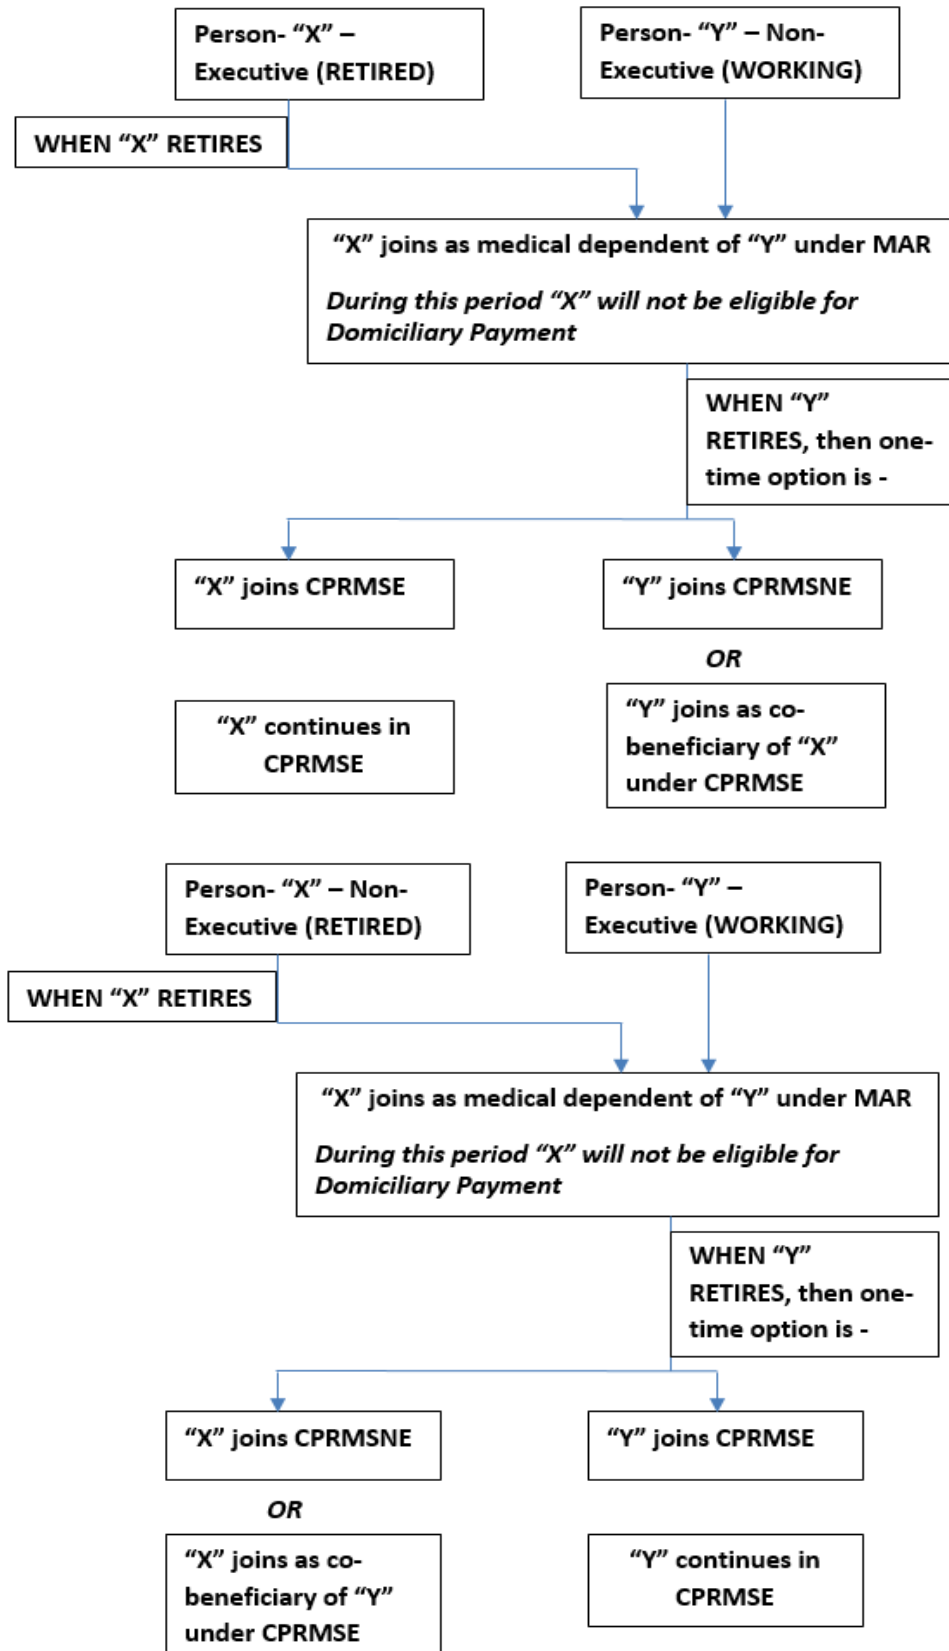 Person- “X” –
Executive (RETIRED)
Person- “Y” – Non-
Executive (WORKING)
WHEN “X” RETIRES
“X” joins as medical dependent of “Y” under MAR
During this period “X” will not be eligible for
Domiciliary Payment
WHEN “Y”
RETIRES, then one-
time option is -
“X” joins CPRMSE
“Y” joins CPRMSNE
OR
“X” continues in
CPRMSE
“Y” joins as co-
beneficiary of “X”
under CPRMSE
Person- “X” – Non-
Executive (RETIRED)
Person- “Y” –
Executive (WORKING)
WHEN “X” RETIRES
“X” joins as medical dependent of “Y” under MAR
During this period “X” will not be eligible for
Domiciliary Payment
WHEN “Y”
RETIRES, then one-
time option is -
“X” joins CPRMSNE
“Y” joins CPRMSE
OR
“X” joins as co-
beneficiary of “Y”
under CPRMSE
“Y” continues in
CPRMSE